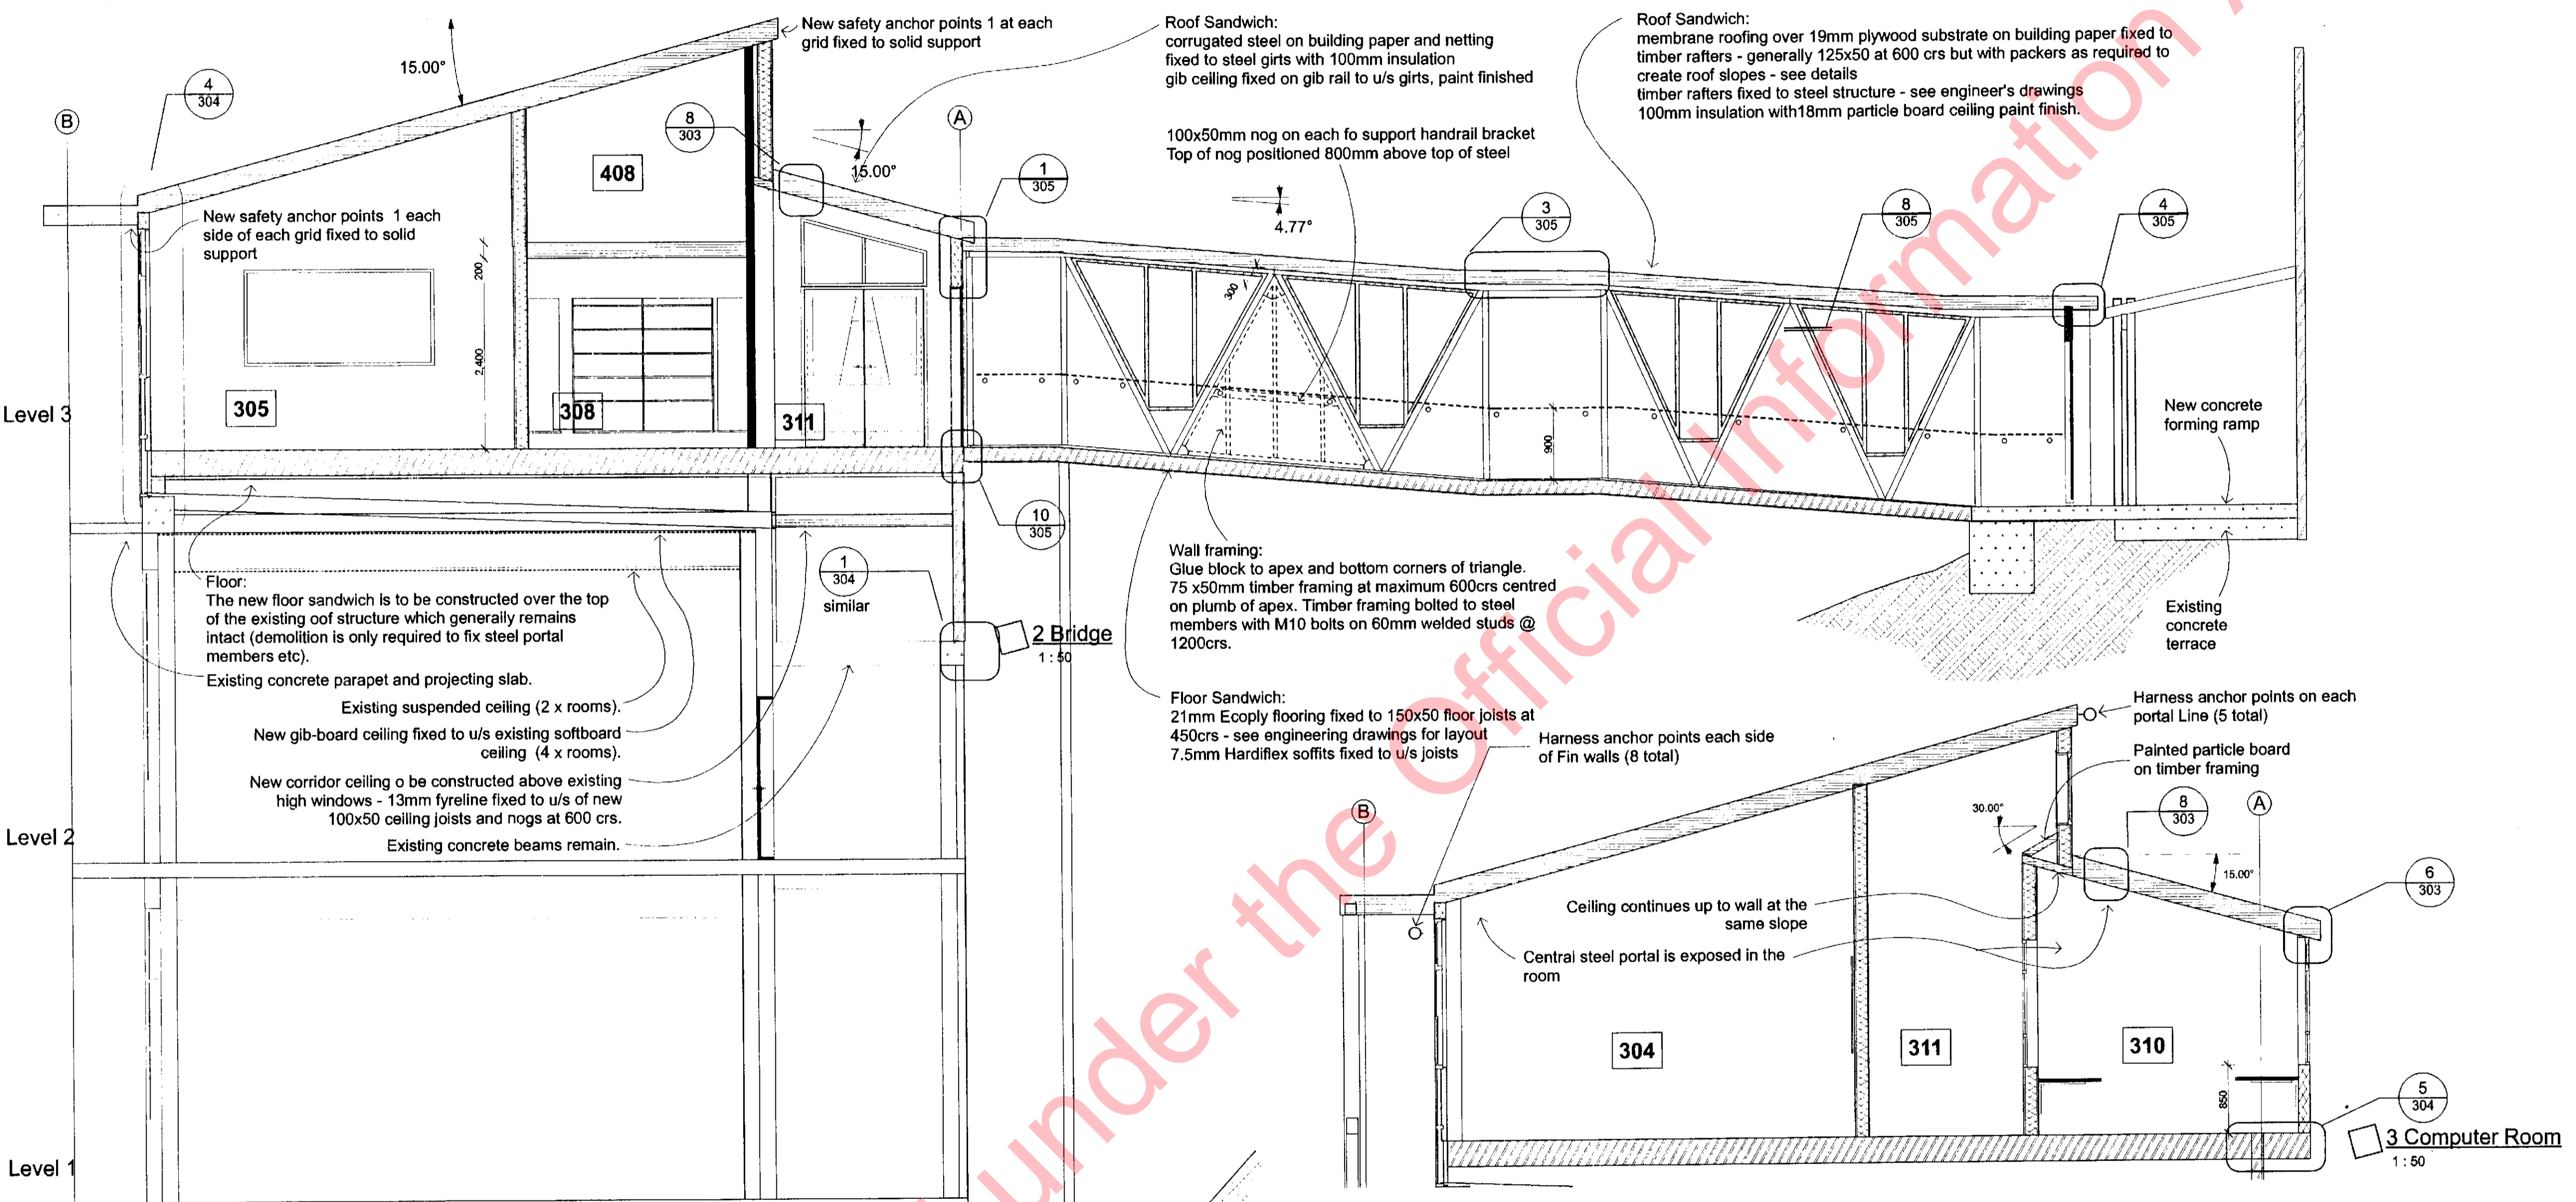 New safety anchor points 1 at each
grid fixed to solid support
Roof Sandwich:
corrugated steel on building paper and netting
fixed to steel girts with 100mm insulation
gib ceiling fixed on gib rail to u/s girts, paint finished
Roof Sandwich:
membrane roofing over 19mm plywood substrate on building paper fixed to
timber rafters - generally 125x50 at 600 crs but with packers as required to
create roof slopes - see details
timber rafters fixed to steel structure - see engineer's drawings
100mm insulation with18mm particle board ceiling paint finish.
15.00°
4
304
B
8
303
A
408
15.00°
100x50mm nog on each fo support handrail bracket
Top of nog positioned 800mm above top of steel
1
305
4.77°
3
305
8
305
4
305
New safety anchor points 1 each
side of each grid fixed to solid
support
200
2,400
300
900
Level 3
305
308
311
New concrete
forming ramp
10
305
1
304
similar
Floor:
The new floor sandwich is to be constructed over the top
of the existing oof structure which generally remains
intact (demolition is only required to fix steel portal
members etc).
Existing concrete parapet and projecting slab.
Existing suspended ceiling (2 x rooms).
New gib-board ceiling fixed to u/s existing softboard
ceiling (4 x rooms).
New corridor ceiling o be constructed above existing
high windows - 13mm fyreline fixed to u/s of new
100x50 ceiling joists and nogs at 600 crs.
Existing concrete beams remain.
2 Bridge
1 : 50
Wall framing:
Glue block to apex and bottom corners of triangle.
75 x50mm timber framing at maximum 600crs centred
on plumb of apex. Timber framing bolted to steel
members with M10 bolts on 60mm welded studs @
1200crs.
Existing
concrete
terrace
Floor Sandwich:
21mm Ecoply flooring fixed to 150x50 floor joists at
450crs - see engineering drawings for layout
7.5mm Hardiflex soffits fixed to u/s joists
Harness anchor points each side
of Fin walls (8 total)
Harness anchor points on each
portal Line (5 total)
Painted particle board
on timber framing
Level 2
Level 1
B
30.00°
8
303
A
15.00°
6
303
Ceiling continues up to wall at the
same slope
Central steel portal is exposed in the
room
304
311
310
850
5
304
3 Computer Room
1 : 50
under the Official Information A